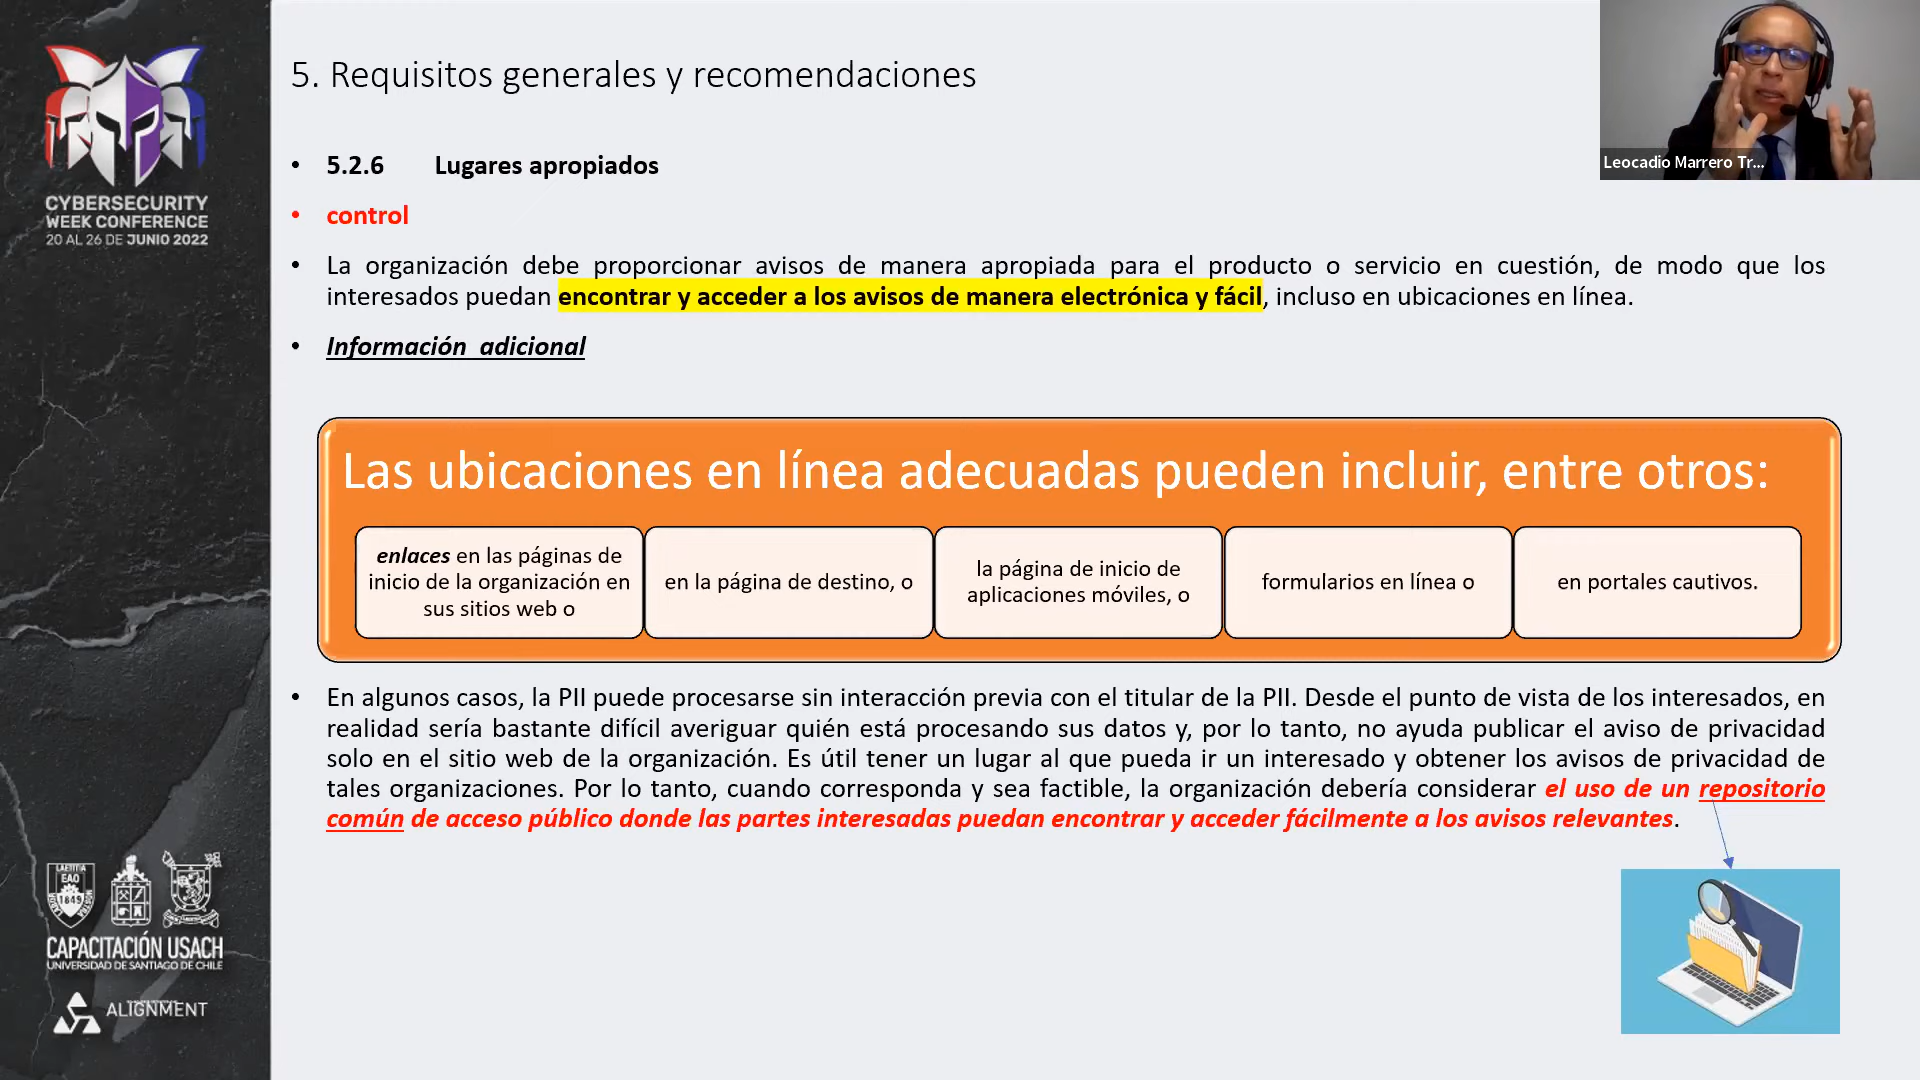 CYBERSECURITY
WEEK CONFERENCE
20 AL 26 DE JUNIO 2022
5. Requisitos generales y recomendaciones
Leocadio Marrero Tr...
• 5.2.6 Lugares apropiados
• control
• La organización debe proporcionar avisos de manera apropiada para el producto o servicio en cuestión, de modo que los
interesados puedan encontrar y acceder a los avisos de manera electrónica y fácil, incluso en ubicaciones en línea.
• Información adicional
Las ubicaciones en línea adecuadas pueden incluir, entre otros:
enlaces en las páginas de
inicio de la organización en
sus sitios web o
en la página de destino, o
la página de inicio de
aplicaciones móviles, o
formularios en línea o
en portales cautivos.
• En algunos casos, la PII puede procesarse sin interacción previa con el titular de la PII. Desde el punto de vista de los interesados, en
realidad sería bastante difícil averiguar quién está procesando sus datos y, por lo tanto, no ayuda publicar el aviso de privacidad
solo en el sitio web de la organización. Es útil tener un lugar al que pueda ir un interesado y obtener los avisos de privacidad de
tales organizaciones. Por lo tanto, cuando corresponda y sea factible, la organización debería considerar el uso de un repositorio
común de acceso público donde las partes interesadas puedan encontrar y acceder fácilmente a los avisos relevantes.
LAETITIA
EAO
1849
CAPACITACIÓN USACH
UNIVERSIDAD DE SANTIAGO DE CHILE
ALIGNMENT